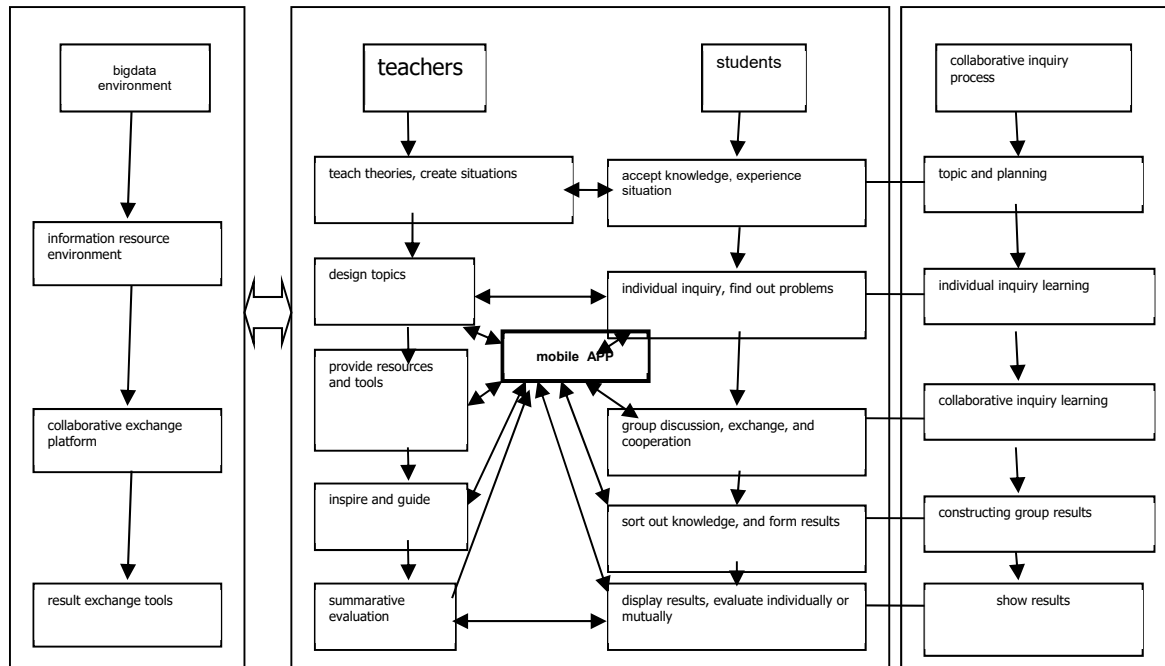 bigdata
environment
information resource
environment
collaborative exchange
platform
result exchange tools
teachers
teach theories, create situations
design topics
provide resources
and tools
inspire and guide
summarative
evaluation
mobile APP
students
accept knowledge, experience
situation
individual inquiry, find out problems
group discussion, exchange, and
cooperation
sort out knowledge, and form results
display results, evaluate individually or
mutually
collaborative inquiry
process
topic and planning
individual inquiry learning
collaborative inquiry learning
constructing group results
show results